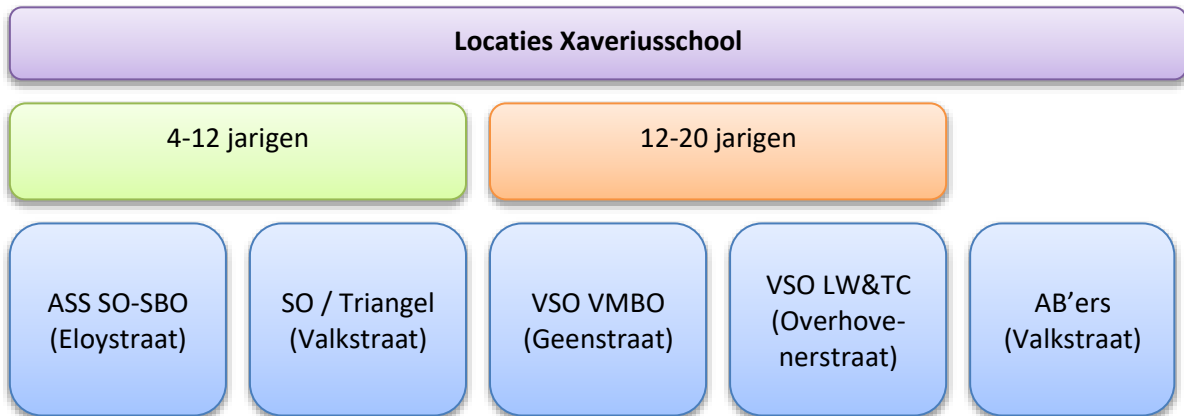 Locaties Xaveriusschool
4-12 jarigen
12-20 jarigen
ASS SO-SBO
(Eloystraat)
SO / Triangel
(Valkstraat)
VSO VMBO
(Geenstraat)
VSO LW&TC
(Overhove-
nerstraat)
AB’ers
(Valkstraat)